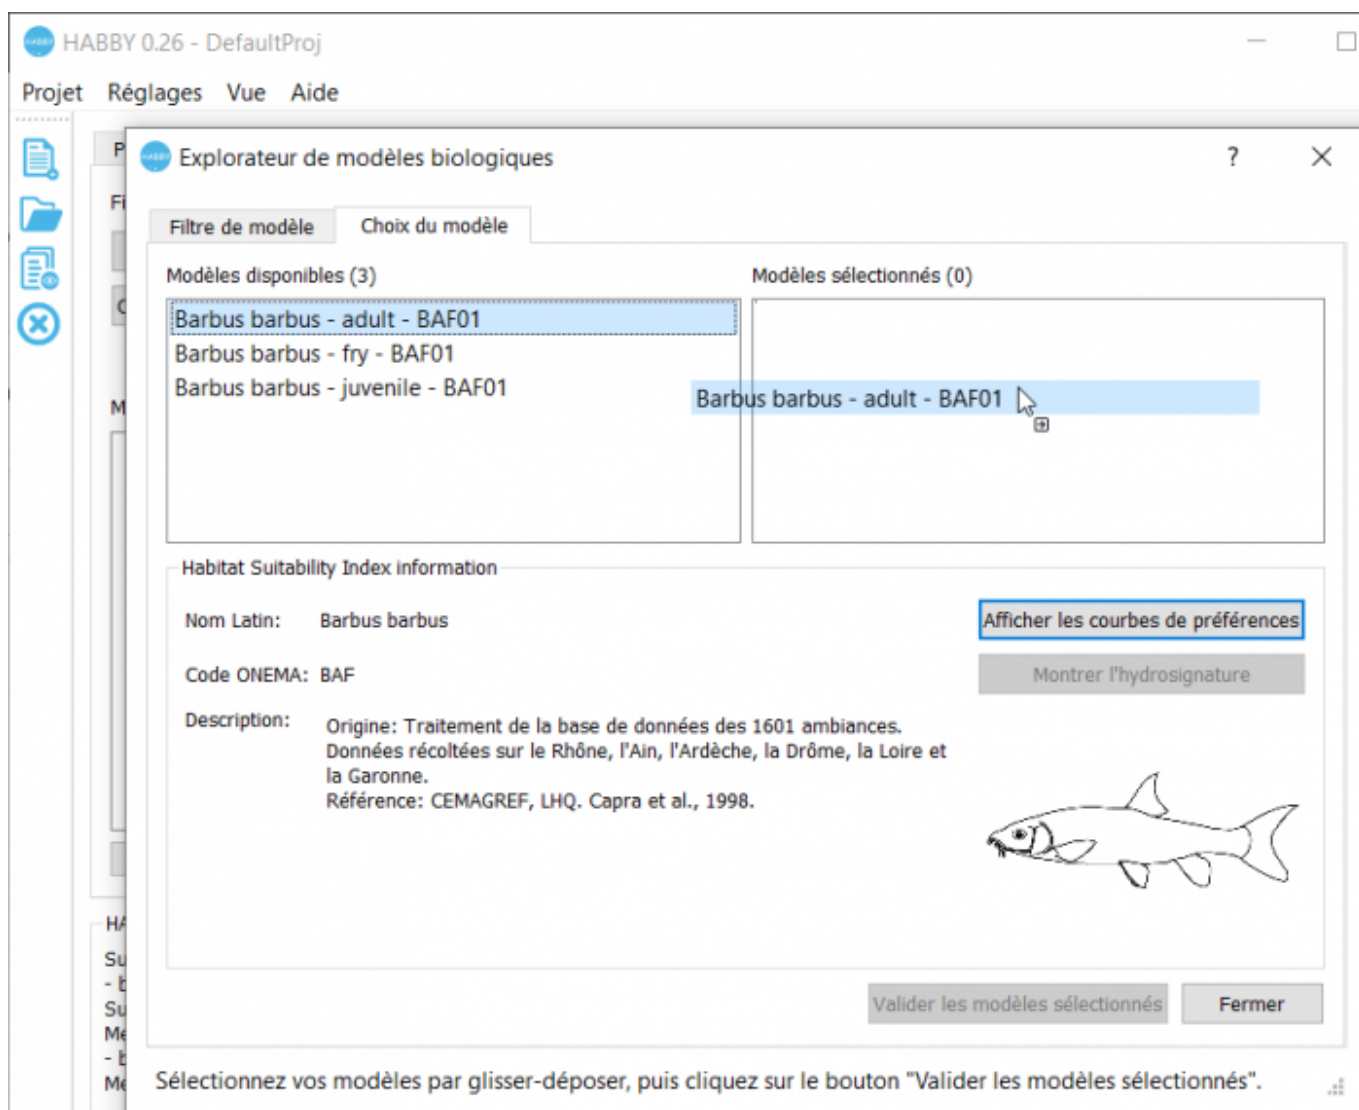 HABBY 0.26 - DefaultProj
Projet Réglages Vue Aide
Explorateur de modèles biologiques
?
Filtre de modèle
Choix du modèle
Modèles disponibles (3)
Modèles sélectionnés (0)
Barbus barbus - adult - BAF01
Barbus barbus - fry - BAF01
Barbus barbus - juvenile - BAF01
Barbus barbus - adult - BAF01
Habitat Suitability Index information
Nom Latin: Barbus barbus
Afficher les courbes de préférences
Code ONEMA: BAF
Montrer l'hydrosignature
Description:
Origine: Traitement de la base de données des 1601 ambiances.
Données récoltées sur le Rhône, l'Ain, l'Ardèche, la Drôme, la Loire et
la Garonne.
Référence: CEMAGREF, LHQ. Capra et al., 1998.
Valider les modèles sélectionnés
Fermer
Sélectionnez vos modèles par glisser-déposer, puis cliquez sur le bouton "Valider les modèles sélectionnés".